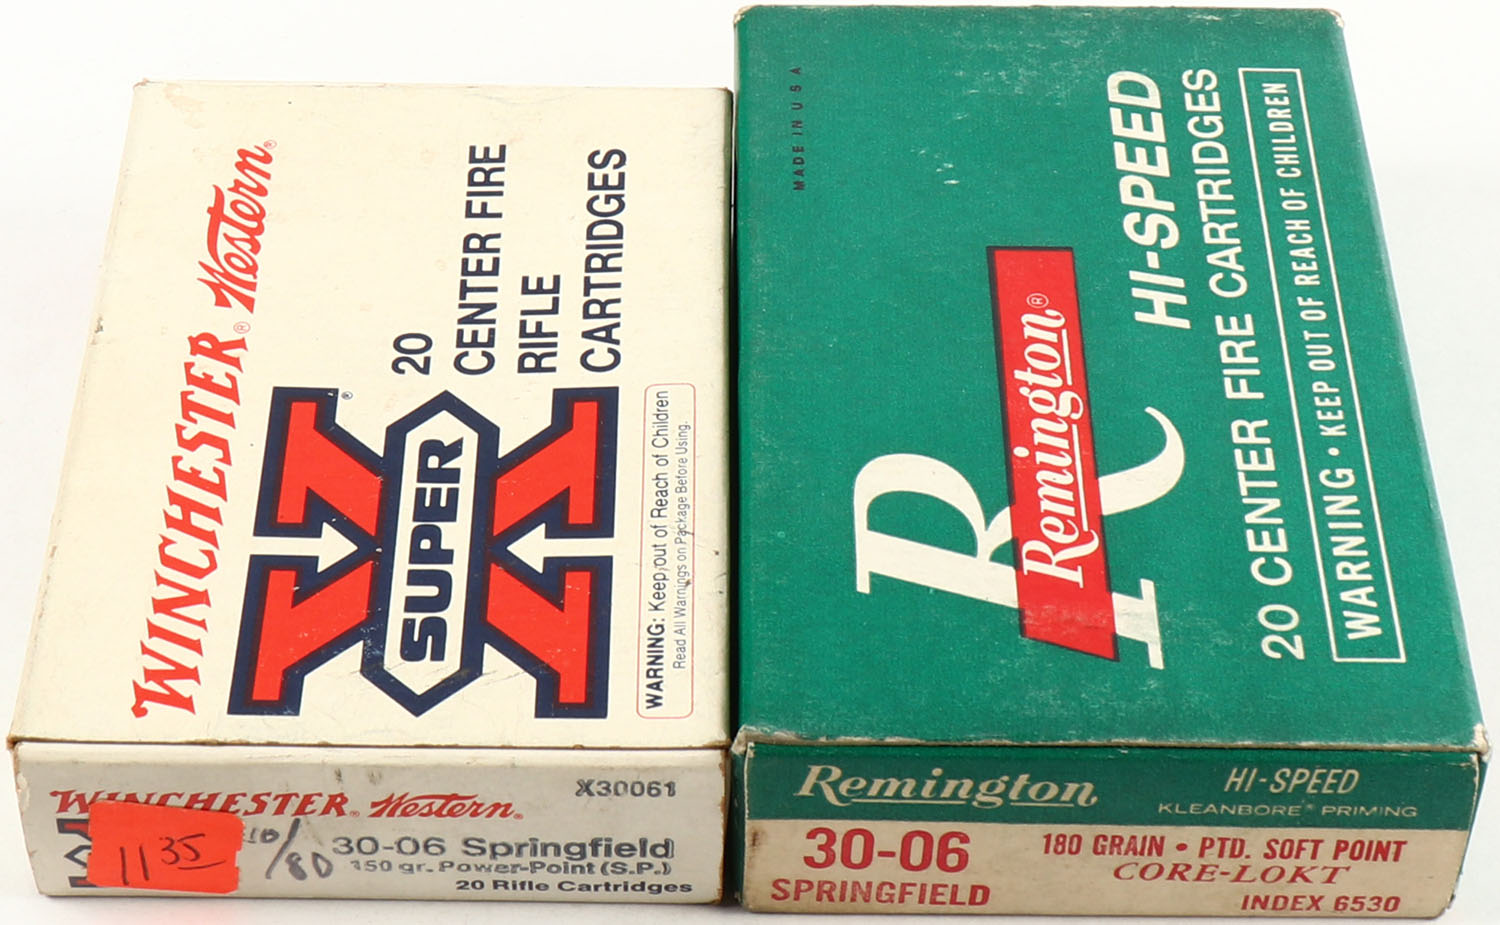 WINCHESTER® Western®
SUPER X®
20
CENTER FIRE
RIFLE
CARTRIDGES
WARNING: Keep out of Reach of Children
Read All Warnings on Package Before Using.
WINCHESTER® Western®
X30061
11 35
10/80
30-06 Springfield
150 gr. Power-Point (S.P.)
20 Rifle Cartridges
MADE IN USA
R
Remington®
HI-SPEED
20 CENTER FIRE CARTRIDGES
WARNING • KEEP OUT OF REACH OF CHILDREN
Remington®
HI-SPEED
KLEANBORE® PRIMING
30-06
SPRINGFIELD
180 GRAIN • PTD. SOFT POINT
CORE-LOKT
INDEX 6530